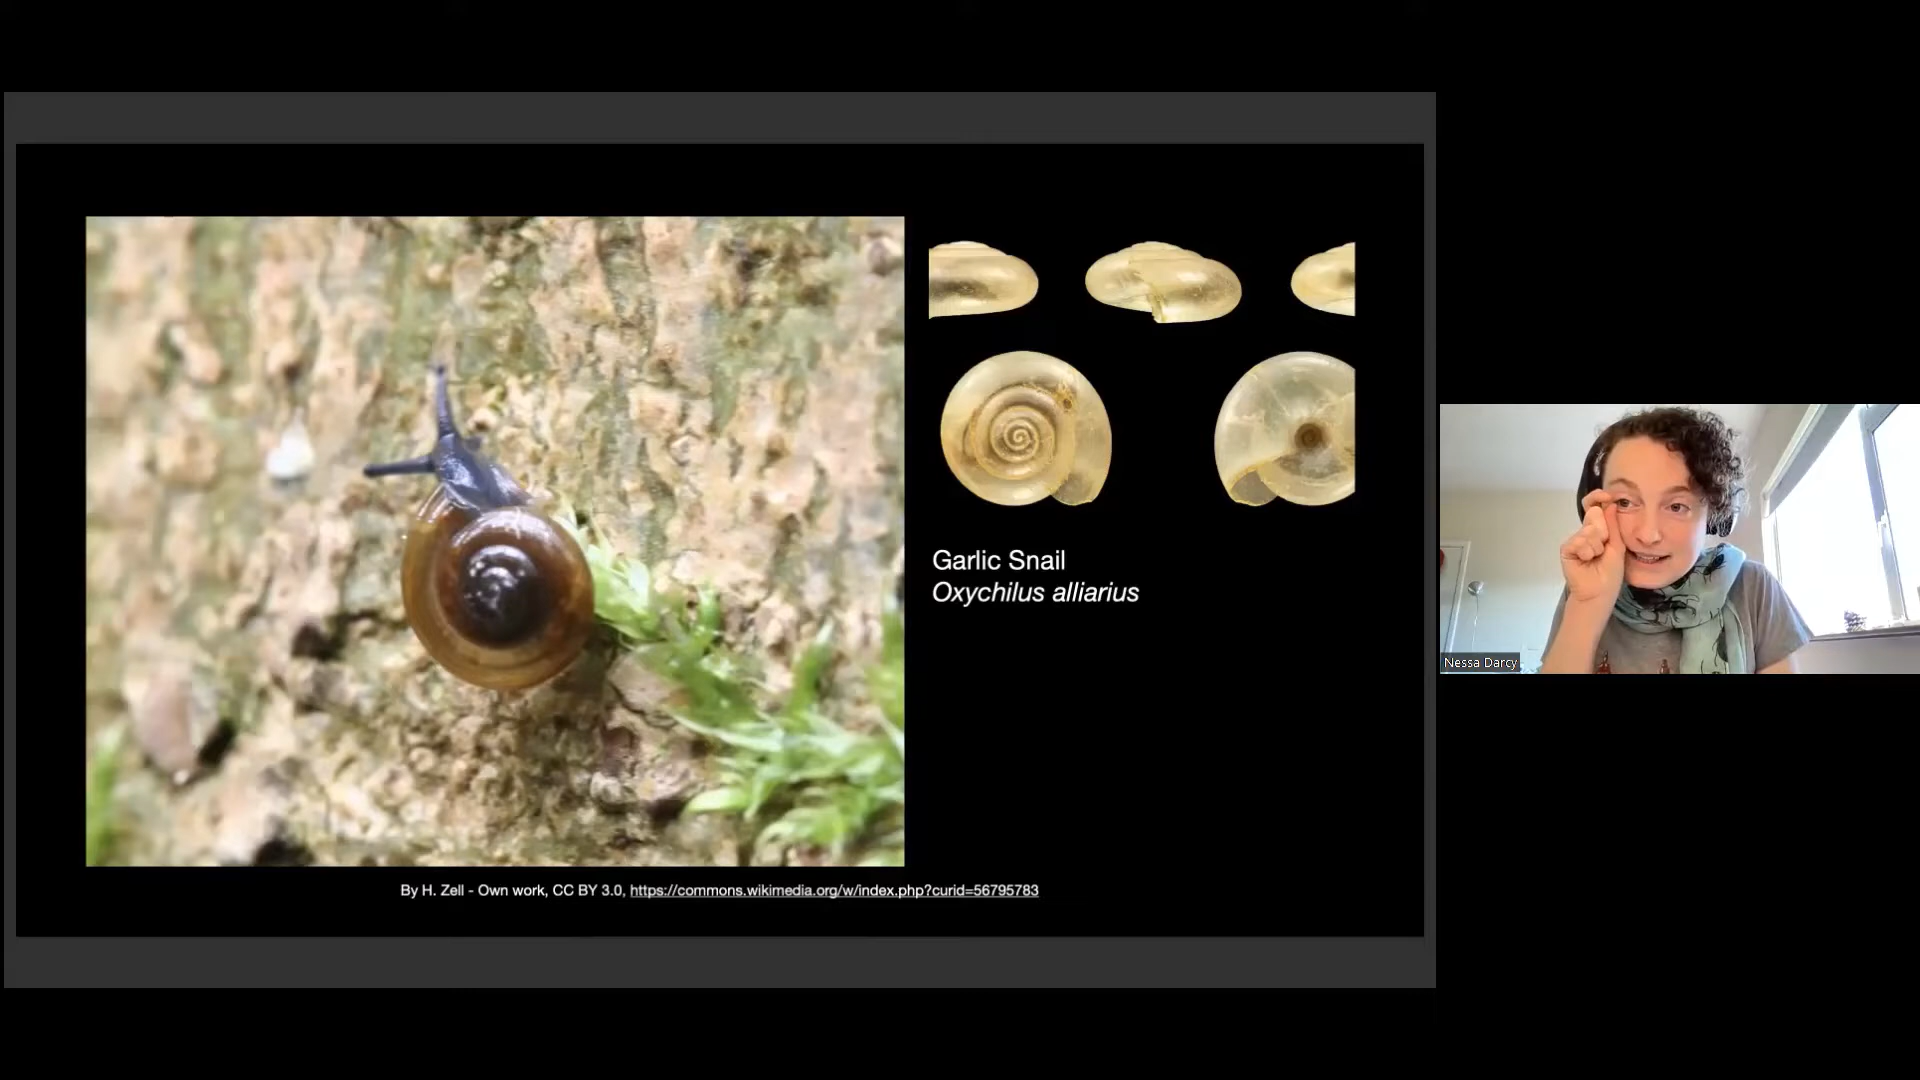 Garlic Snail
Oxychilus alliarius
By H. Zell - Own work, CC BY 3.0, https://commons.wikimedia.org/w/index.php?curid=56795783
Nessa Darcy